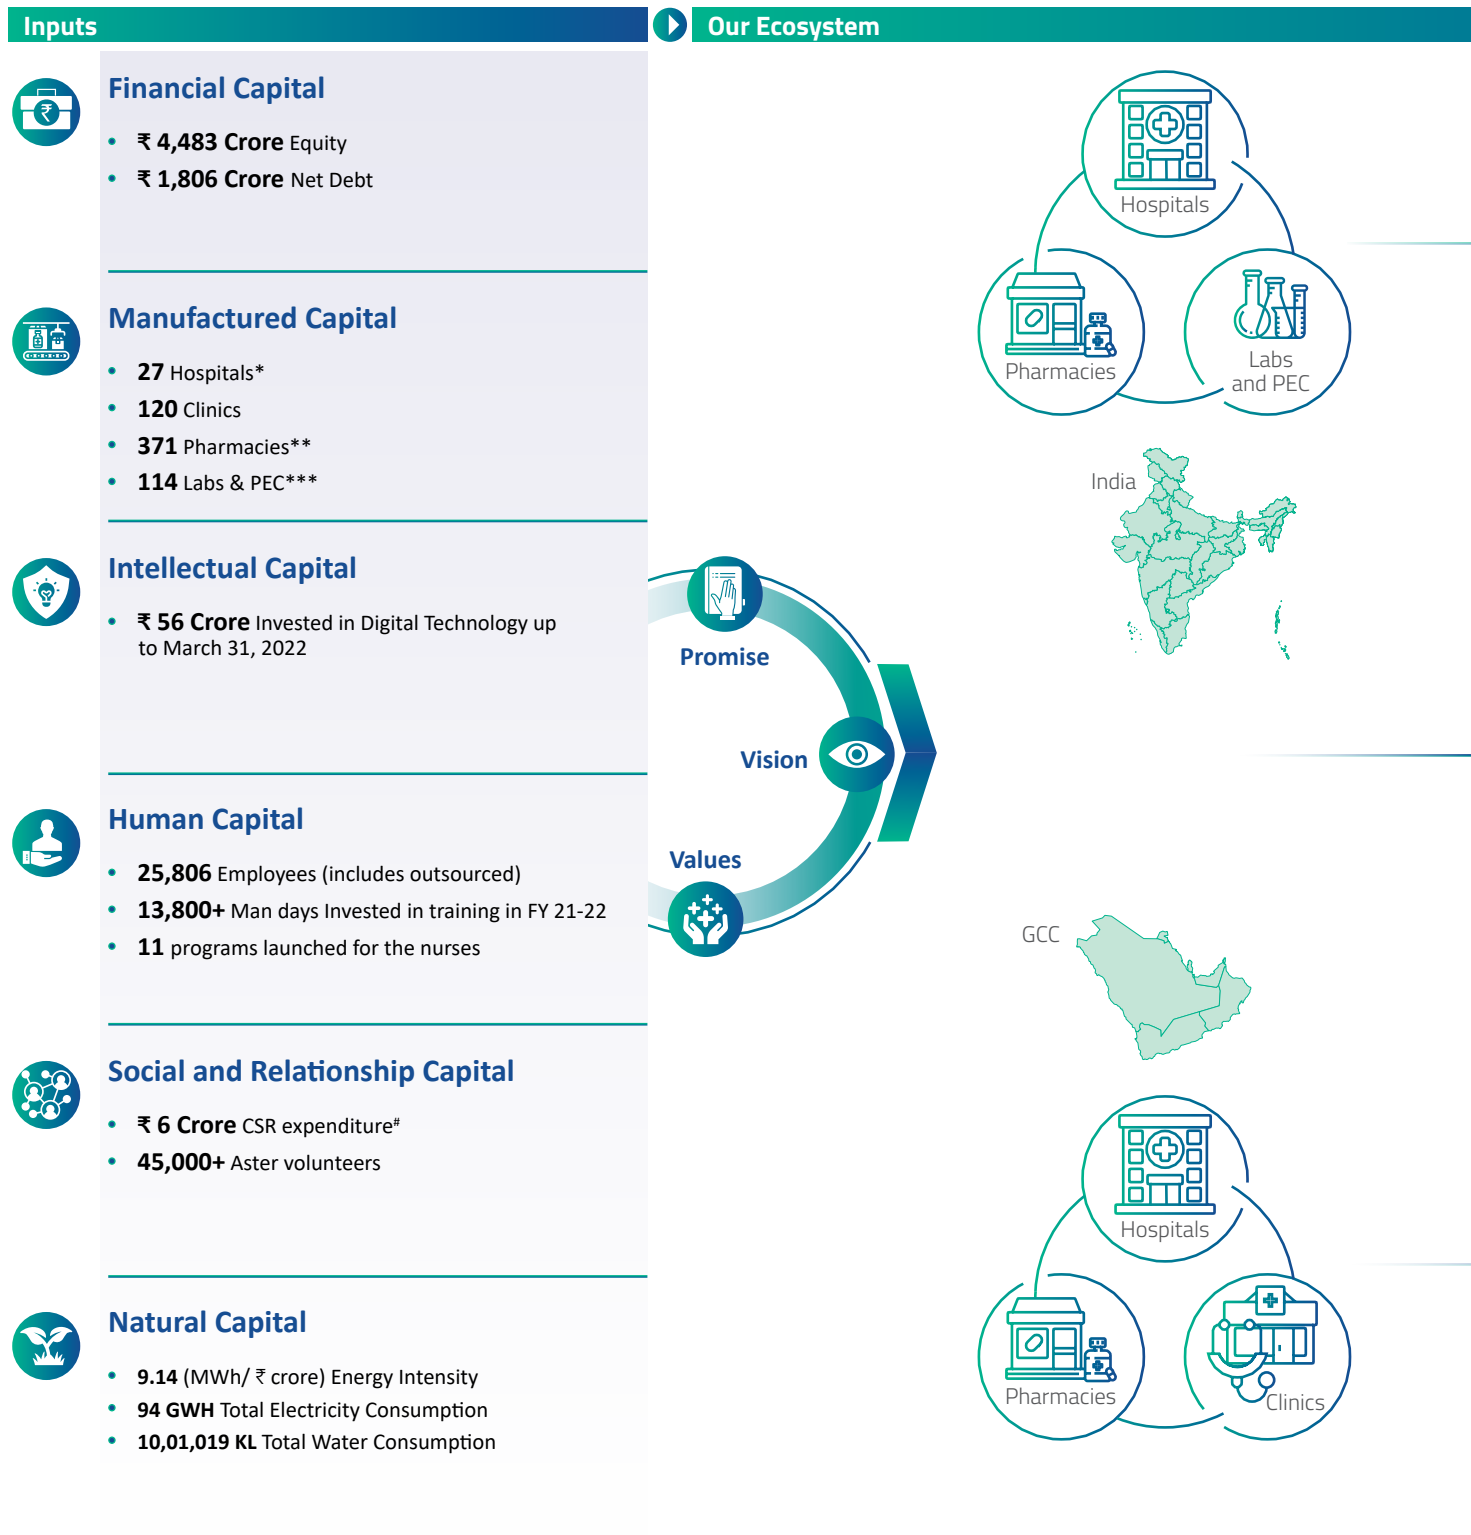 Inputs
Financial Capital
• ₹ 4,483 Crore Equity
• ₹ 1,806 Crore Net Debt
Manufactured Capital
• 27 Hospitals*
• 120 Clinics
• 371 Pharmacies**
• 114 Labs & PEC***
Intellectual Capital
• ₹ 56 Crore Invested in Digital Technology up
to March 31, 2022
Human Capital
• 25,806 Employees (includes outsourced)
• 13,800+ Man days Invested in training in FY 21-22
• 11 programs launched for the nurses
Social and Relationship Capital
• ₹ 6 Crore CSR expenditure#
• 45,000+ Aster volunteers
Natural Capital
• 9.14 (MWh/ ₹ crore) Energy Intensity
• 94 GWH Total Electricity Consumption
• 10,01,019 KL Total Water Consumption
Our Ecosystem
Promise
Vision
Values
Hospitals
Pharmacies
Labs
and PEC
India
GCC
Hospitals
Pharmacies
Clinics